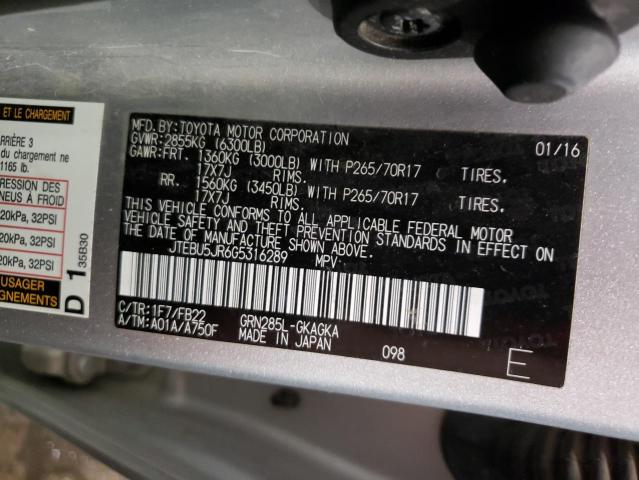 ET LE CHARGEMENT
ARRIÈRE 3
du chargement ne
1165 lb.
RESSION DES
NEUS À FROID
20kPa, 32PSI
20kPa, 32PSI
a, 32PSI
USAGER
GNEMENTS
D 1 35B30
MFD.BY:TOYOTA MOTOR CORPORATION 01/16
GVWR:2855KG (6300LB)
GAWR:FRT. 1360KG (3000LB) WITH P265/70R17 TIRES.
17X7J RIMS.
RR. 1560KG (3450LB) WITH P265/70R17 TIRES.
17X7J RIMS.
THIS VEHICLE CONFORMS TO ALL APPLICABLE FEDERAL MOTOR
VEHICLE SAFETY AND THEFT PREVENTION STANDARDS IN EFFECT ON
THE DATE OF MANUFACTURE SHOWN ABOVE.
JTEBU5JR6G5316289 MPV
C/TR:1F7/FB22 GRN285L-GKAGKA
A/TM:A01A/A750F MADE IN JAPAN 098 E